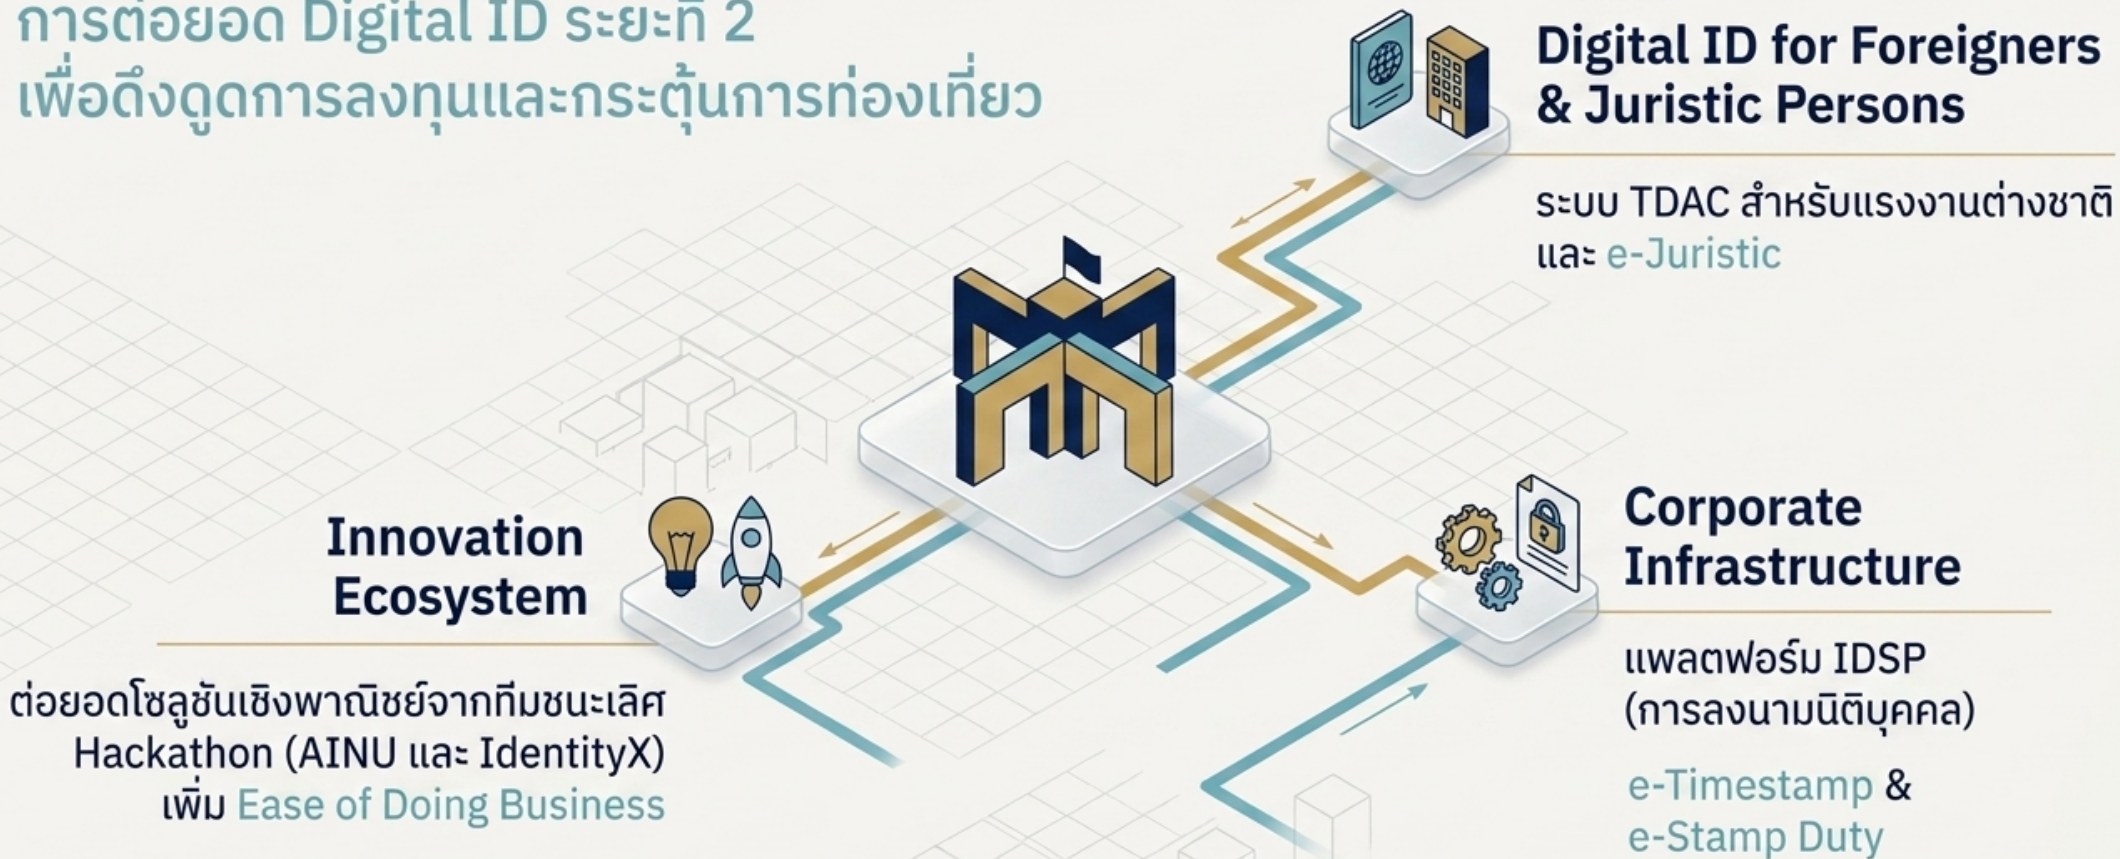 การต่อยอด Digital ID ระยะที่ 2
เพื่อดึงดูดการลงทุนและกระตุ้นการท่องเที่ยว
Digital ID for Foreigners
& Juristic Persons
ระบบ TDAC สำหรับแรงงานต่างชาติ
และ e-Juristic
Innovation
Ecosystem
ต่อยอดโซลูชันเชิงพาณิชย์จากทีมชนะเลิศ
Hackathon (AINU และ IdentityX)
เพิ่ม Ease of Doing Business
Corporate
Infrastructure
แพลตฟอร์ม IDSP
(การลงนามนิติบุคคล)
e-Timestamp &
e-Stamp Duty